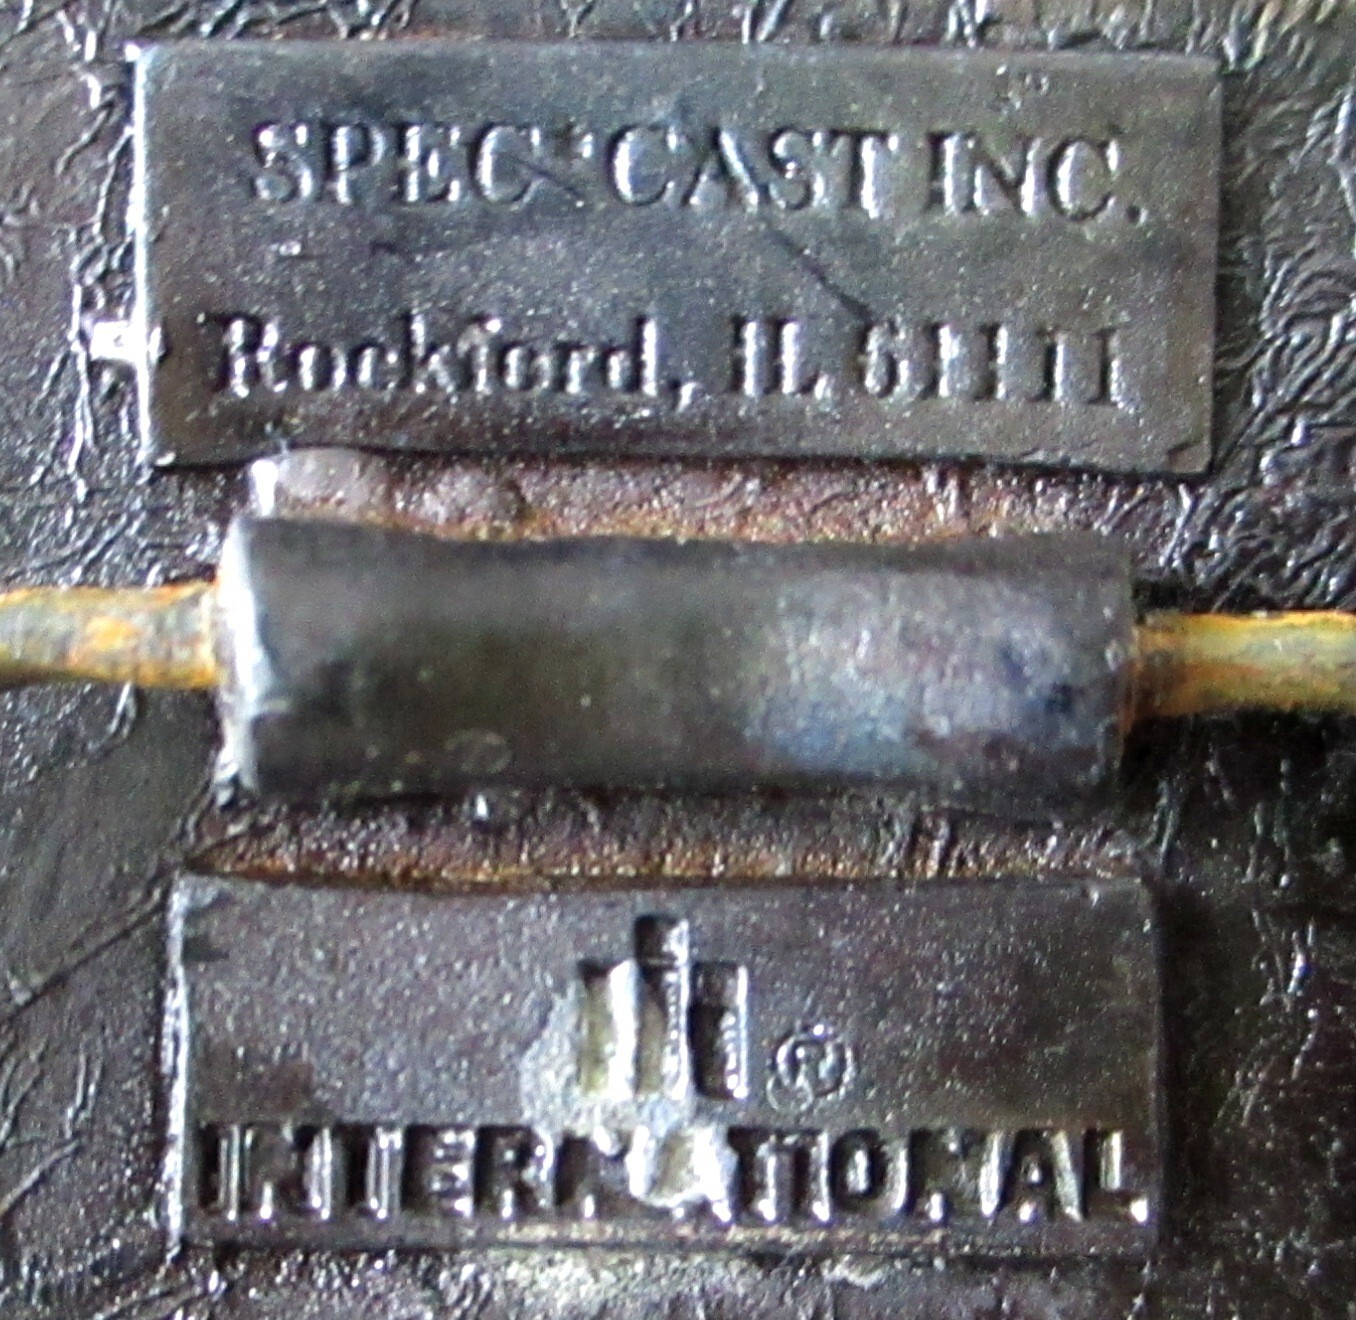 SPEC-CAST INC.
Rockford, IL 61111
®
INTERNATIONAL